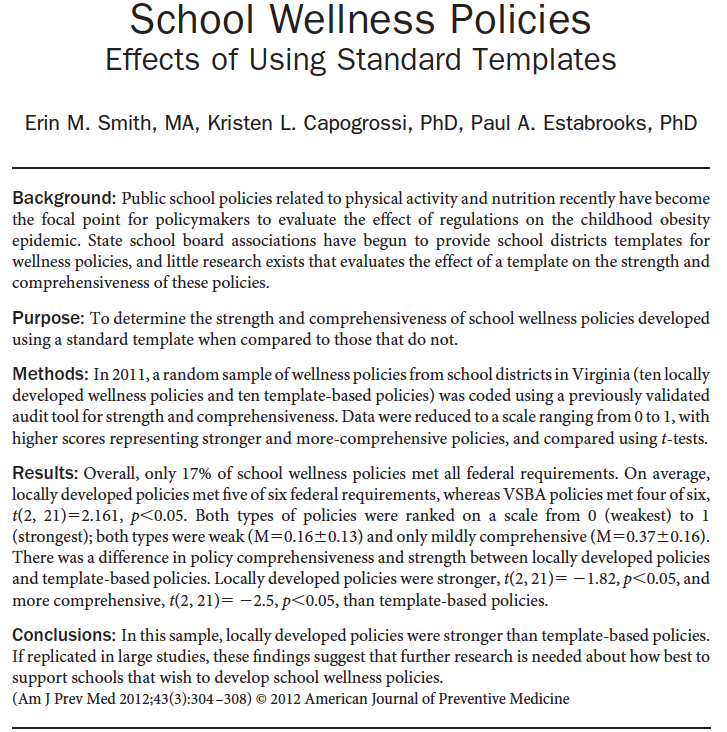 School Wellness Policies
Effects of Using Standard Templates
Erin M. Smith, MA, Kristen L. Capogrossi, PhD, Paul A. Estabrooks, PhD
Background: Public school policies related to physical activity and nutrition recently have become
the focal point for policymakers to evaluate the effect of regulations on the childhood obesity
epidemic. State school board associations have begun to provide school districts templates for
wellness policies, and little research exists that evaluates the effect of a template on the strength and
comprehensiveness of these policies.
Purpose: To determine the strength and comprehensiveness of school wellness policies developed
using a standard template when compared to those that do not.
Methods: In 2011, a random sample of wellness policies from school districts in Virginia (ten locally
developed wellness policies and ten template-based policies) was coded using a previously validated
audit tool for strength and comprehensiveness. Data were reduced to a scale ranging from 0 to 1, with
higher scores representing stronger and more-comprehensive policies, and compared using t-tests.
Results: Overall, only 17% of school wellness policies met all federal requirements. On average,
locally developed policies met five of six federal requirements, whereas VSBA policies met four of six,
t(2, 21)=2.161, p<0.05. Both types of policies were ranked on a scale from 0 (weakest) to 1
(strongest); both types were weak (M=0.16±0.13) and only mildly comprehensive (M=0.37±0.16).
There was a difference in policy comprehensiveness and strength between locally developed policies
and template-based policies. Locally developed policies were stronger, t(2, 21)= −1.82, p<0.05, and
more comprehensive, t(2, 21)= −2.5, p<0.05, than template-based policies.
Conclusions: In this sample, locally developed policies were stronger than template-based policies.
If replicated in large studies, these findings suggest that further research is needed about how best to
support schools that wish to develop school wellness policies.
(Am J Prev Med 2012;43(3):304–308) © 2012 American Journal of Preventive Medicine